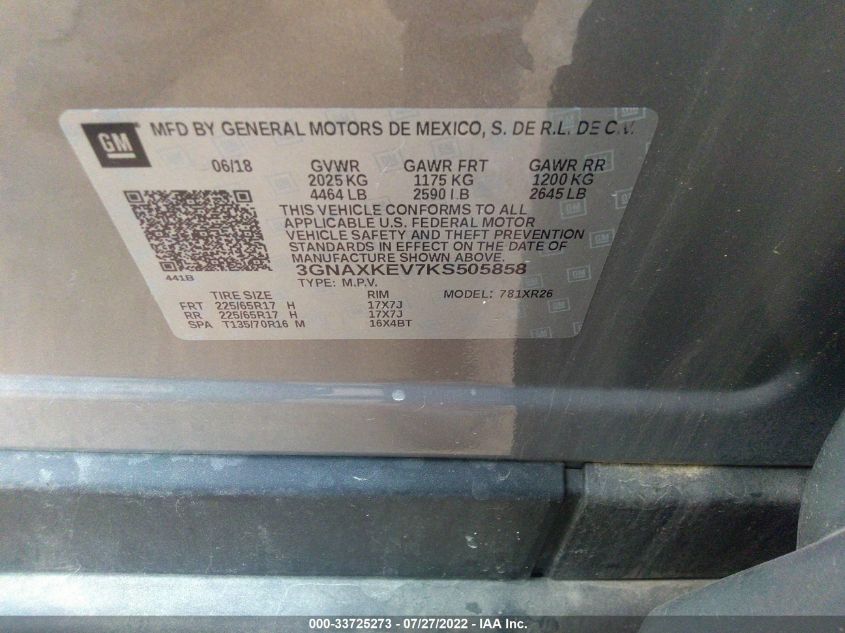 GM
MFD BY GENERAL MOTORS DE MEXICO, S. DE R.L. DE C.V.
06/18 GVWR GAWR FRT GAWR RR
2025 KG 1175 KG 1200 KG
4464 LB 2590 LB 2645 LB
THIS VEHICLE CONFORMS TO ALL
APPLICABLE U.S. FEDERAL MOTOR
VEHICLE SAFETY AND THEFT PREVENTION
STANDARDS IN EFFECT ON THE DATE OF
MANUFACTURE SHOWN ABOVE.
3GNAXKEV7KS505858
441B
TYPE: M.P.V.
TIRE SIZE RIM MODEL: 781XR26
FRT 225/65R17 H 17X7J
RR 225/65R17 H 17X7J
SPA T135/70R16 M 16X4BT
000-33725273 - 07/27/2022 - IAA Inc.